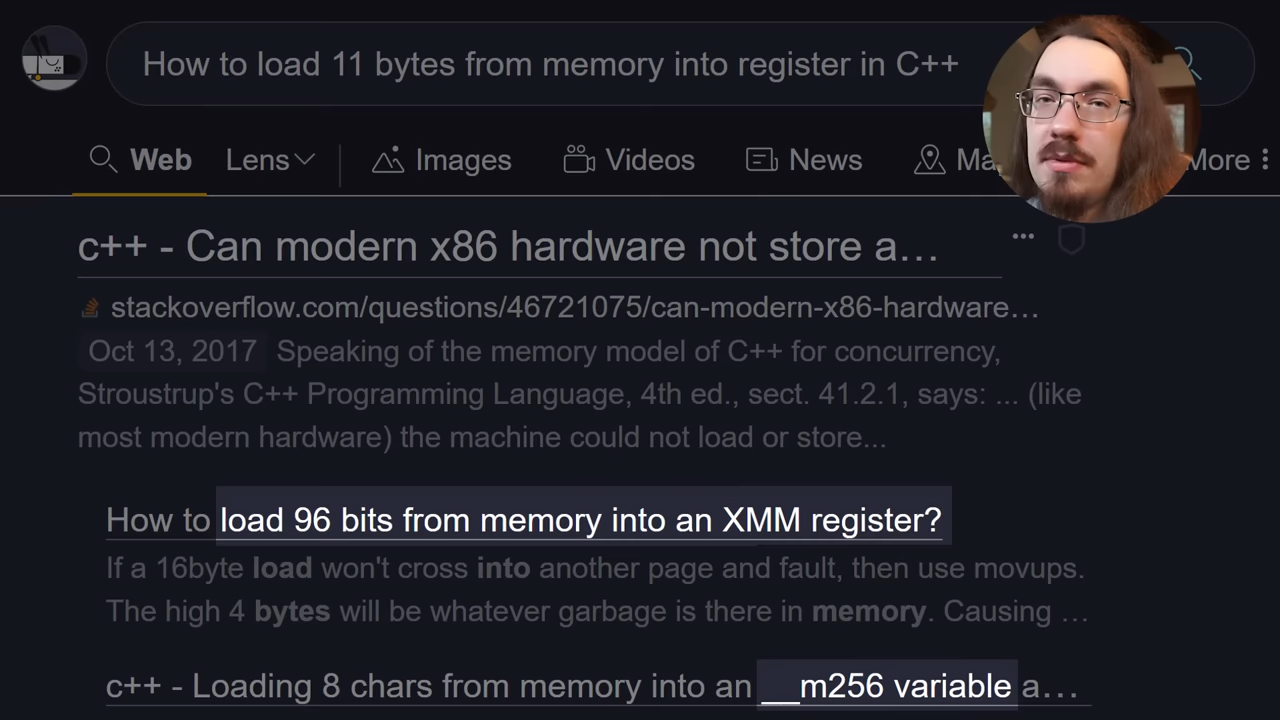 How to load 11 bytes from memory into register in C++
Web Lens Images Videos News Ma More
c++ - Can modern x86 hardware not store a…
stackoverflow.com/questions/46721075/can-modern-x86-hardware…
Oct 13, 2017 Speaking of the memory model of C++ for concurrency,
Stroustrup's C++ Programming Language, 4th ed., sect. 41.2.1, says: ... (like
most modern hardware) the machine could not load or store...
How to load 96 bits from memory into an XMM register?
If a 16byte load won't cross into another page and fault, then use movups.
The high 4 bytes will be whatever garbage is there in memory. Causing …
c++ - Loading 8 chars from memory into an __m256 variable a…